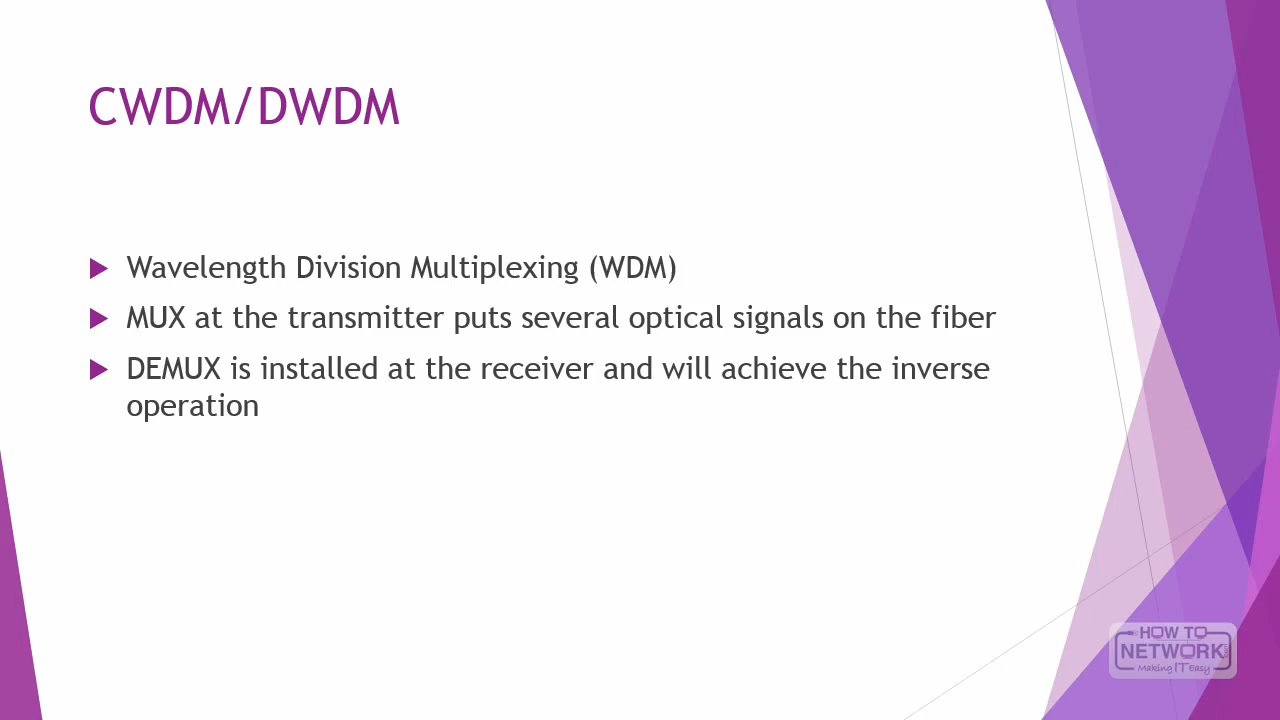 CWDM/DWDM
Wavelength Division Multiplexing (WDM)
MUX at the transmitter puts several optical signals on the fiber
DEMUX is installed at the receiver and will achieve the inverse
operation
HOW TO
NETWORK
Making IT Easy